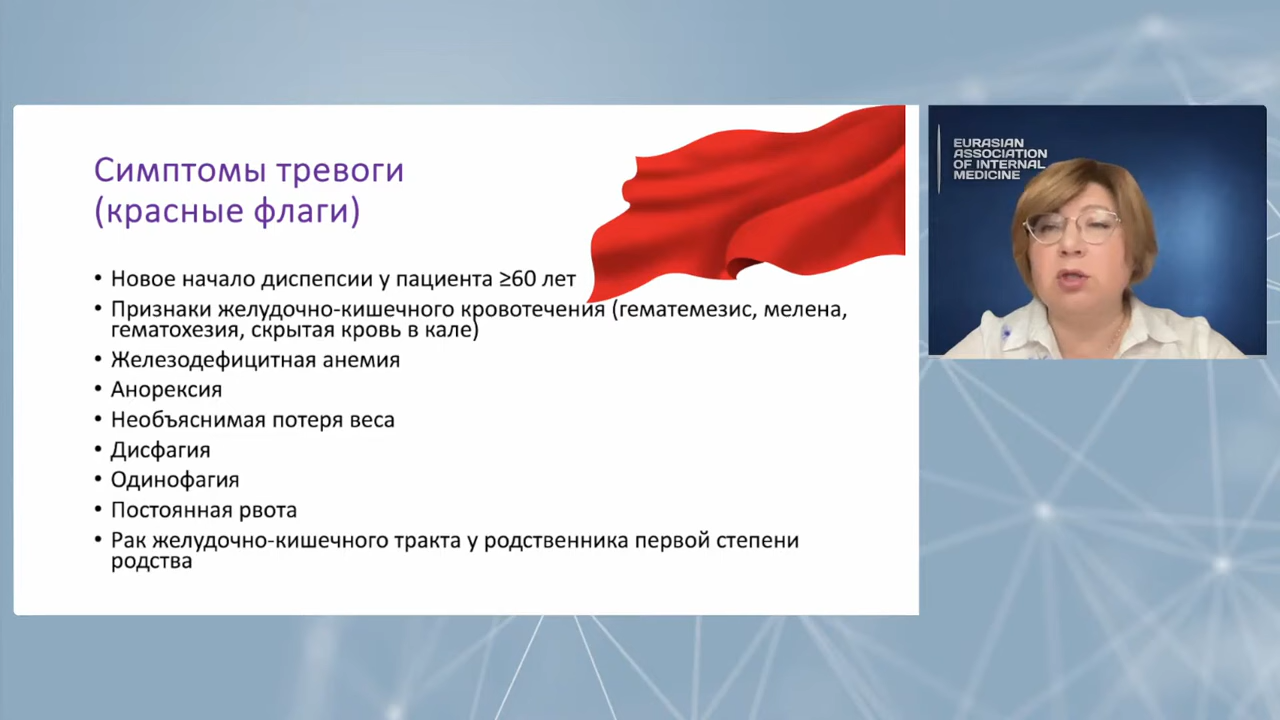 Симптомы тревоги
(красные флаги)
• Новое начало диспепсии у пациента ≥60 лет
• Признаки желудочно-кишечного кровотечения (гематемезис, мелена,
гематохезия, скрытая кровь в кале)
• Железодефицитная анемия
• Анорексия
• Необъяснимая потеря веса
• Дисфагия
• Одинофагия
• Постоянная рвота
• Рак желудочно-кишечного тракта у родственника первой степени
родства
EURASIAN
ASSOCIATION
OF INTERNAL
MEDICINE